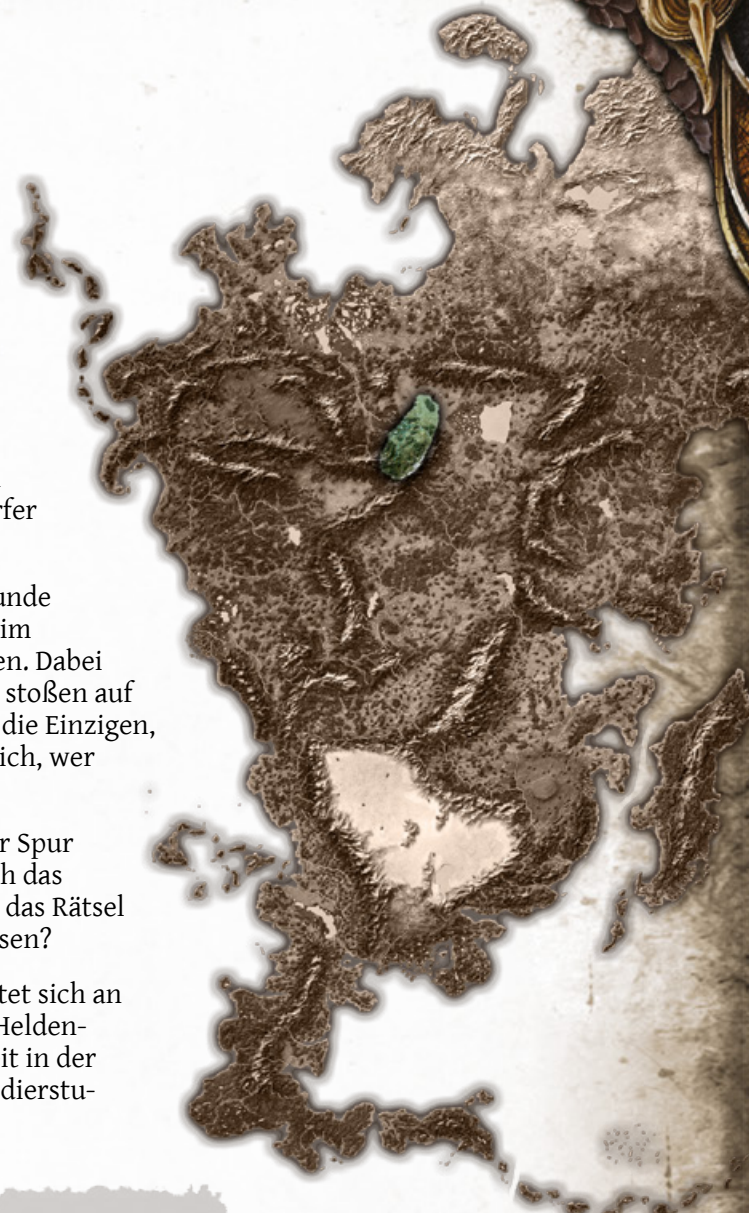 rfer
unde
im
en. Dabei
stoßen auf
die Einzigen,
ich, wer
r Spur
h das
das Rätsel
sen?
tet sich an
Helden-
it in der
dierstu-